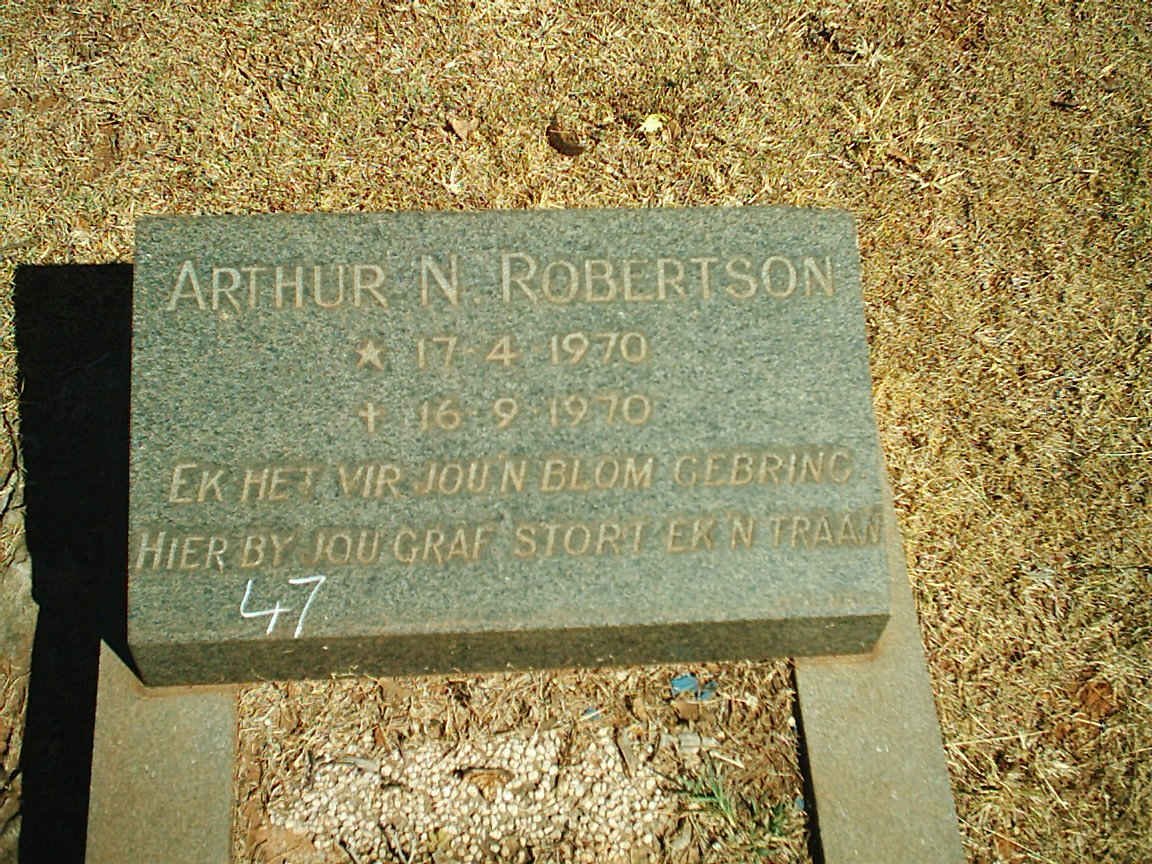 ARTHUR N. ROBERTSON
★ 17-4-1970
✝ 16-9-1970
EK HET VIR JOU 'N BLOM GEBRING
HIER BY JOU GRAF STORT EK 'N TRAAN
47